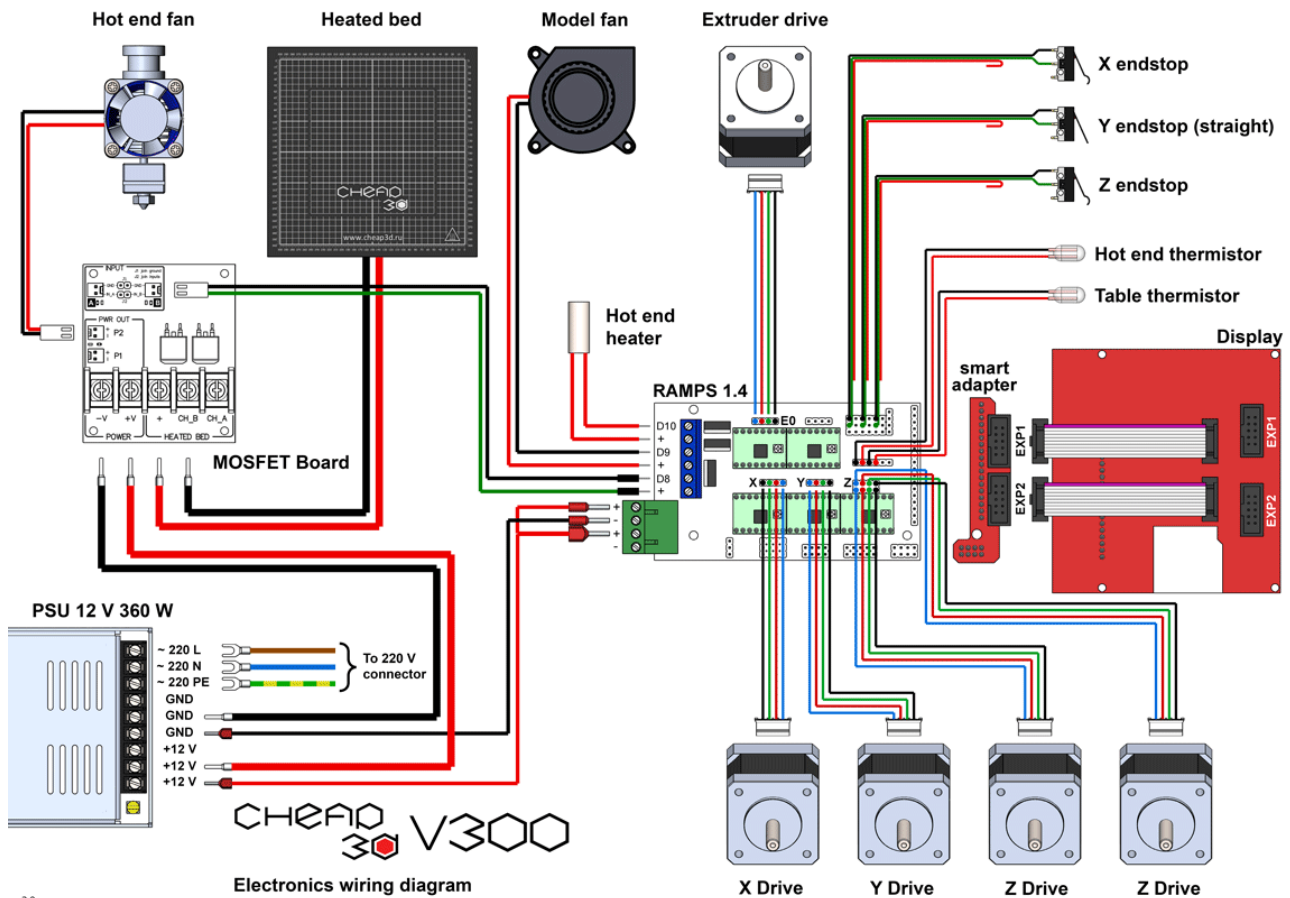 Hot end fan
Heated bed
Model fan
Extruder drive
X endstop
Y endstop (straight)
Z endstop
CHEAP
3d
www.cheap3d.ru
Hot end thermistor
Table thermistor
INPUT
GND
GND
A
B
PWR OUT
P2
P1
-V
+V
+
CH_B
CH_A
POWER
HEATED BED
MOSFET Board
Hot end
heater
RAMPS 1.4
D10
+
D9
+
D8
+
+
-
+
-
E0
X
Y
Z
Y
smart
adapter
Display
EXP1
EXP2
EXP1
EXP2
PSU 12 V 360 W
~ 220 L
~ 220 N
~ 220 PE
GND
GND
GND
+12 V
+12 V
+12 V
To 220 V
connector
CHEAP
3d
V300
Electronics wiring diagram
X Drive
Y Drive
Z Drive
Z Drive